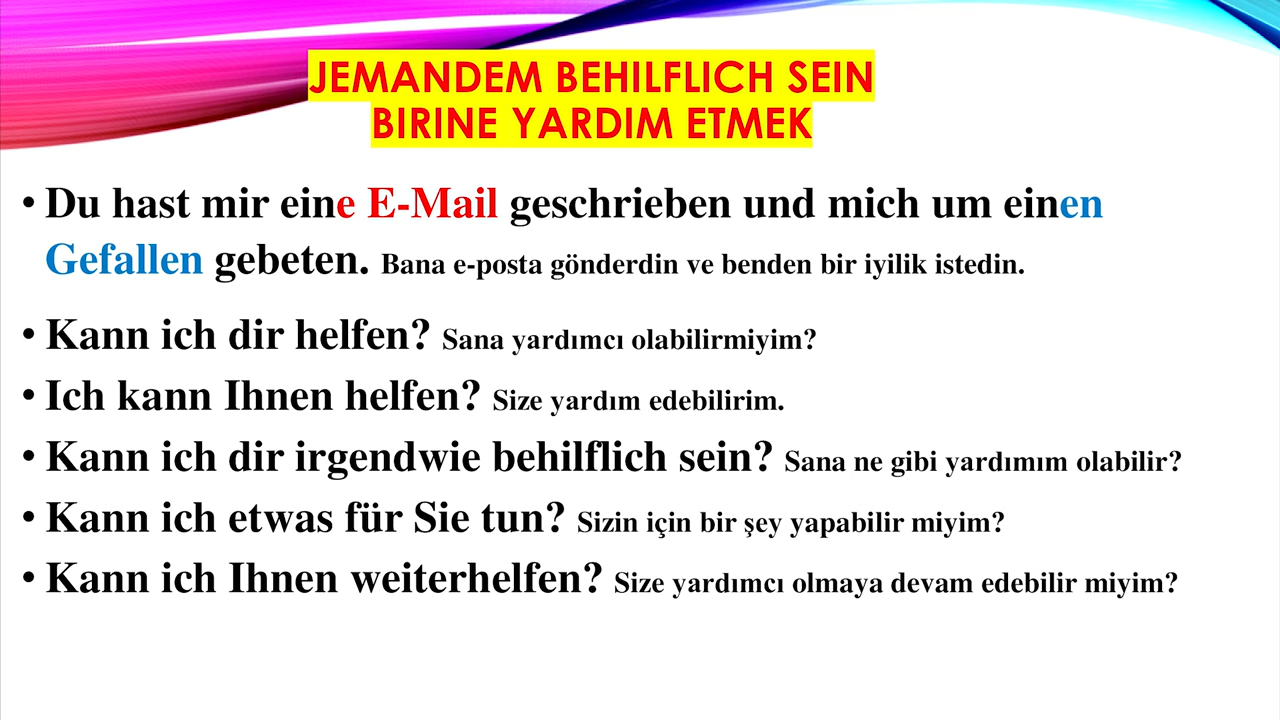 JEMANDEM BEHILFLICH SEIN
BIRINE YARDIM ETMEK
• Du hast mir eine E-Mail geschrieben und mich um einen
Gefallen gebeten. Bana e-posta gönderdin ve benden bir iyilik istedin.
• Kann ich dir helfen? Sana yardımcı olabilirmiyim?
• Ich kann Ihnen helfen? Size yardım edebilirim.
• Kann ich dir irgendwie behilflich sein? Sana ne gibi yardımım olabilir?
• Kann ich etwas für Sie tun? Sizin için bir şey yapabilir miyim?
• Kann ich Ihnen weiterhelfen? Size yardımcı olmaya devam edebilir miyim?